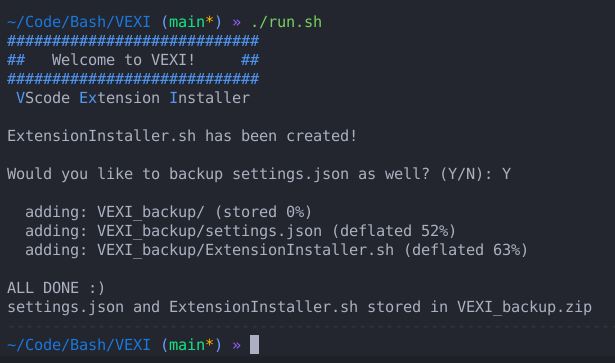 ~/Code/Bash/VEXI (main*) » ./run.sh
############################
##   Welcome to VEXI!     ##
############################
 VScode Extension Installer
ExtensionInstaller.sh has been created!
Would you like to backup settings.json as well? (Y/N): Y
  adding: VEXI_backup/ (stored 0%)
  adding: VEXI_backup/settings.json (deflated 52%)
  adding: VEXI_backup/ExtensionInstaller.sh (deflated 63%)
ALL DONE :)
settings.json and ExtensionInstaller.sh stored in VEXI_backup.zip
~/Code/Bash/VEXI (main*) »